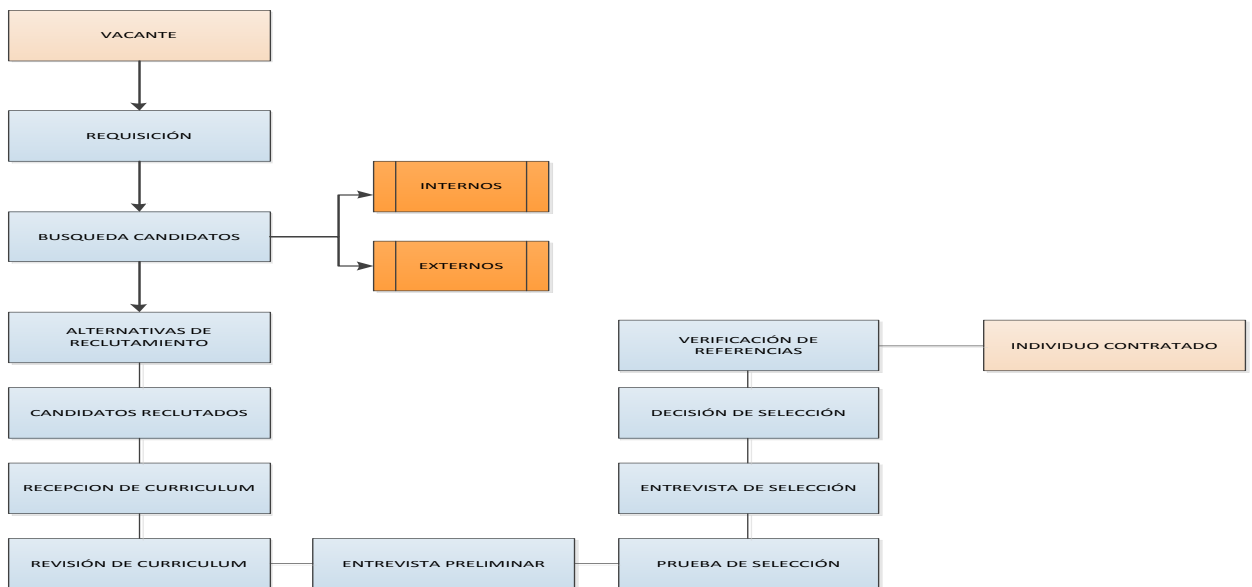 VACANTE
REQUISICIÓN
BUSQUEDA CANDIDATOS
INTERNOS
EXTERNOS
ALTERNATIVAS DE
RECLUTAMIENTO
CANDIDATOS RECLUTADOS
RECEPCION DE CURRICULUM
REVISIÓN DE CURRICULUM
ENTREVISTA PRELIMINAR
PRUEBA DE SELECCIÓN
ENTREVISTA DE SELECCIÓN
DECISIÓN DE SELECCIÓN
VERIFICACIÓN DE
REFERENCIAS
INDIVIDUO CONTRATADO